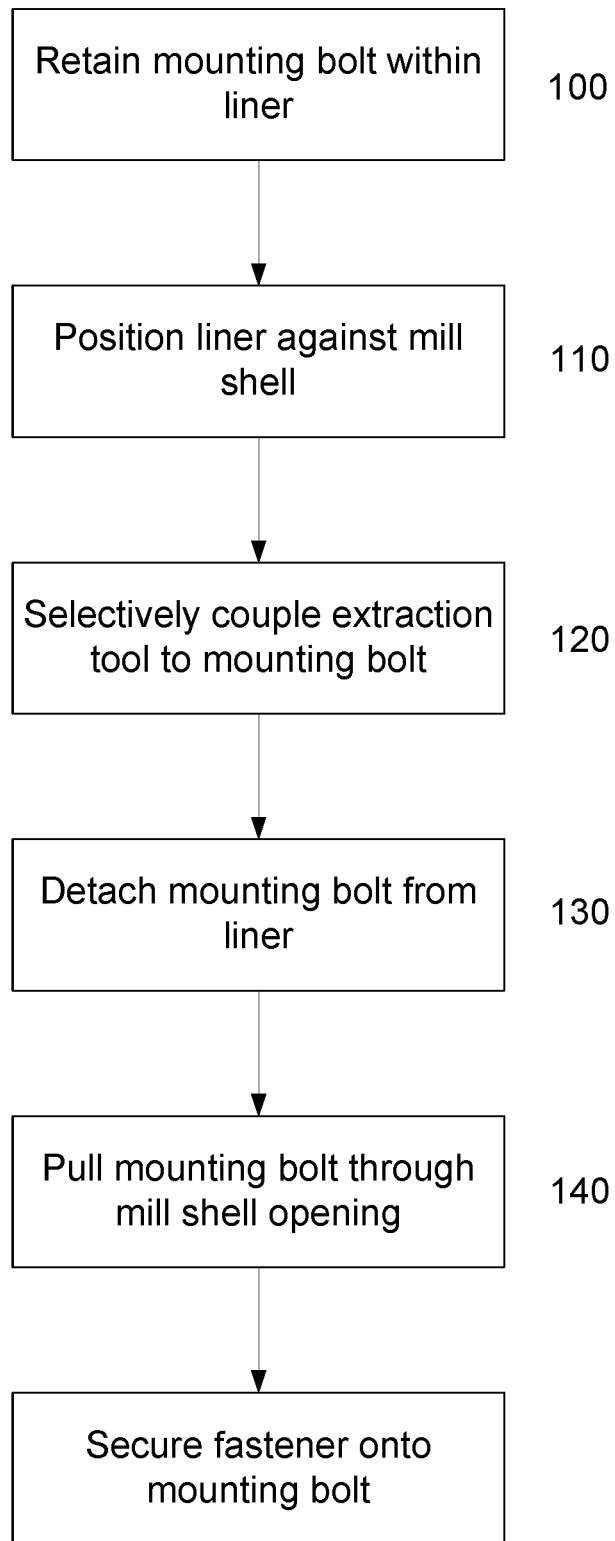 Retain mounting bolt within
liner
100
Position liner against mill
shell
110
Selectively couple extraction
tool to mounting bolt
120
Detach mounting bolt from
liner
130
Pull mounting bolt through
mill shell opening
140
Secure fastener onto
mounting bolt